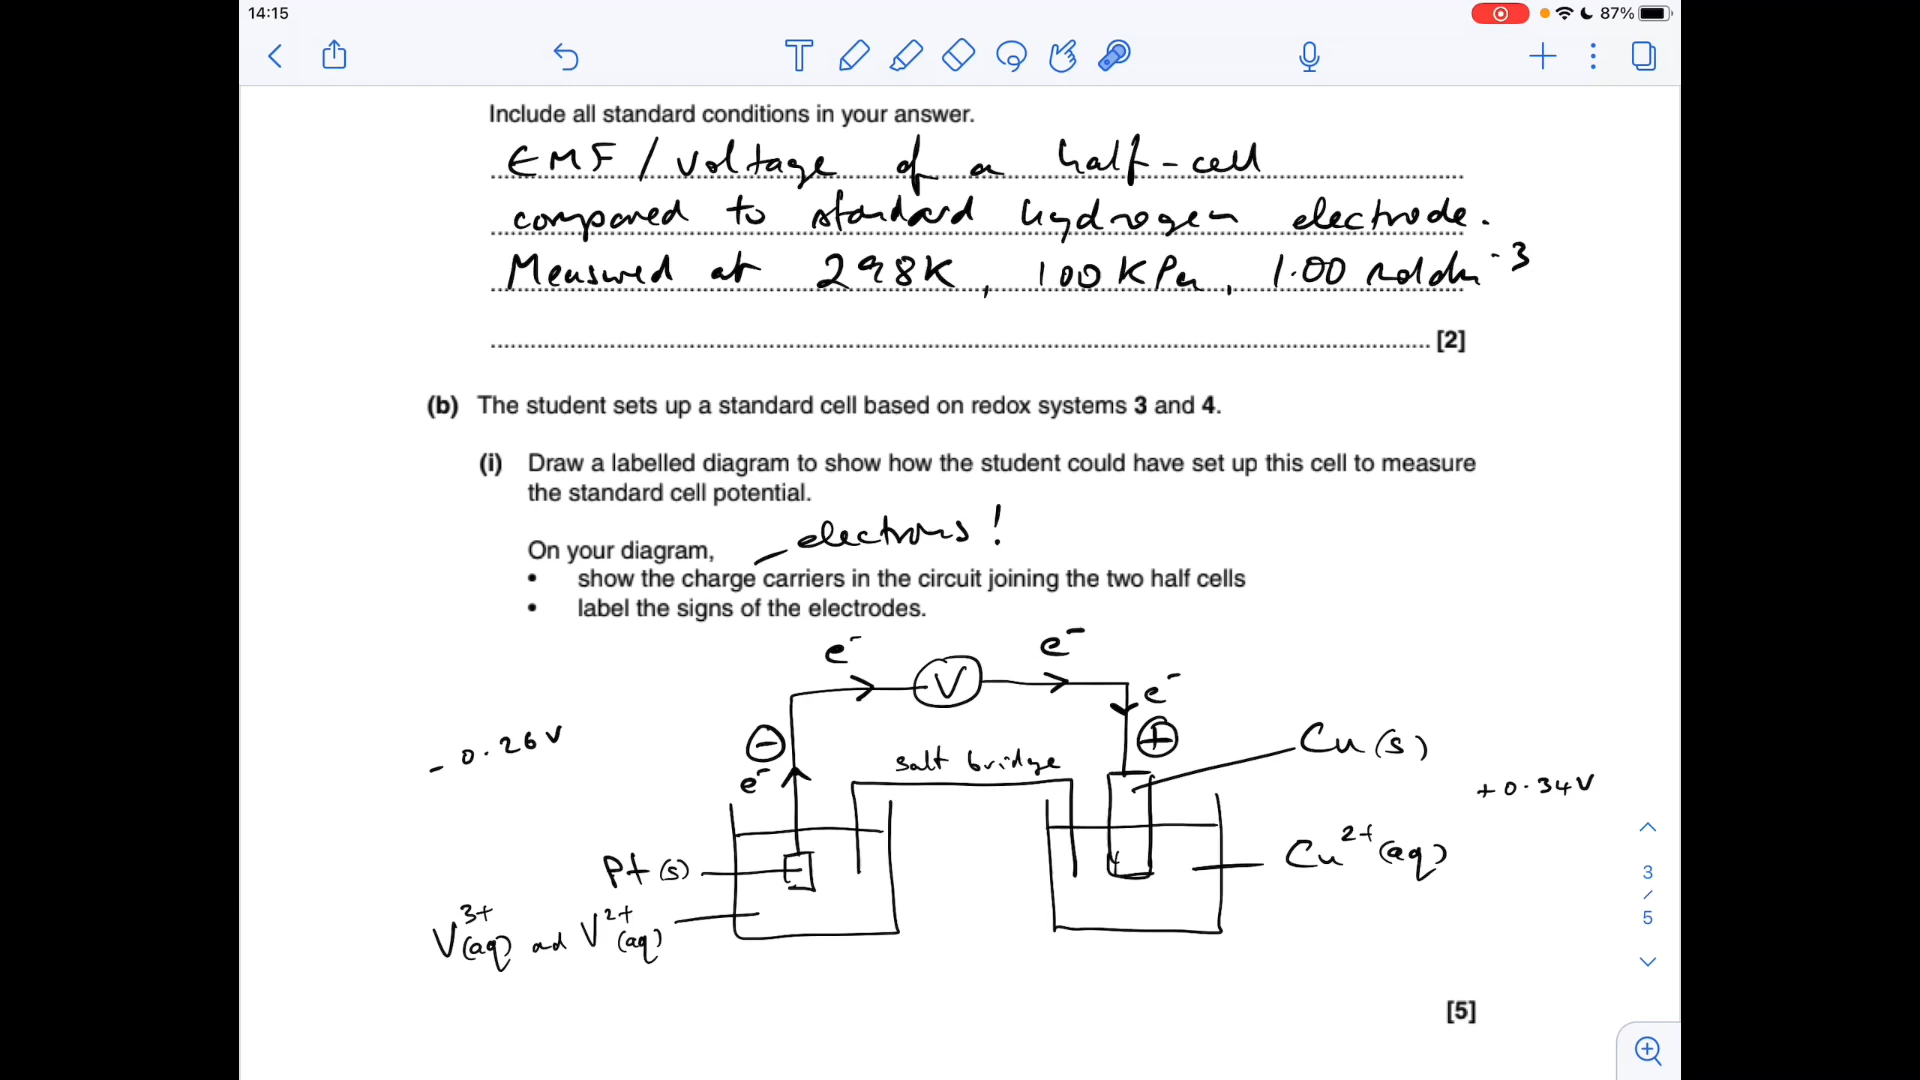 14:15
87%
Include all standard conditions in your answer.
EMF / voltage of a half-cell
compared to standard hydrogen electrode.
Measured at 298K, 100 KPa, 1.00 moldm⁻³
[2]
(b) The student sets up a standard cell based on redox systems 3 and 4.
(i) Draw a labelled diagram to show how the student could have set up this cell to measure
the standard cell potential.
electrons!
On your diagram,
• show the charge carriers in the circuit joining the two half cells
• label the signs of the electrodes.
e⁻ e⁻
V
e⁻
- 0.26V
⊖ ⊕ Cu(s)
e⁻ salt bridge
+0.34V
Cu²⁺(aq)
Pt(s)
V³⁺(aq) and V²⁺(aq)
3
/
5
[5]